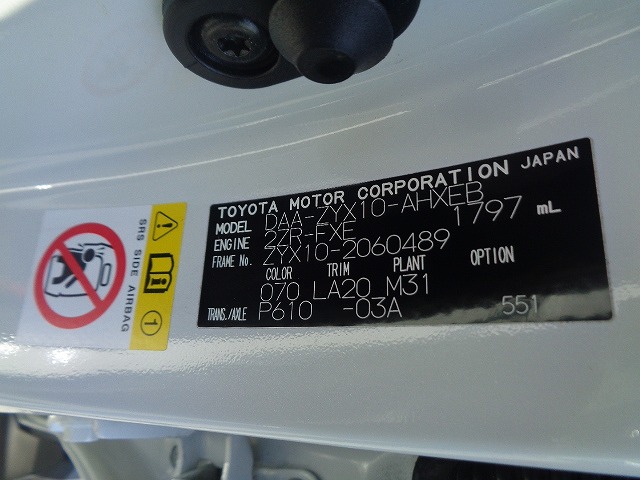 TOYOTA MOTOR CORPORATION JAPAN
MODEL DAA-ZYX10-AHXEB
ENGINE 2ZR-FXE 1797 mL
FRAME No. ZYX10-2060489
COLOR TRIM PLANT OPTION
070 LA20 M31
TRANS./AXLE P610 -03A 551
SRS SIDE AIRBAG
1